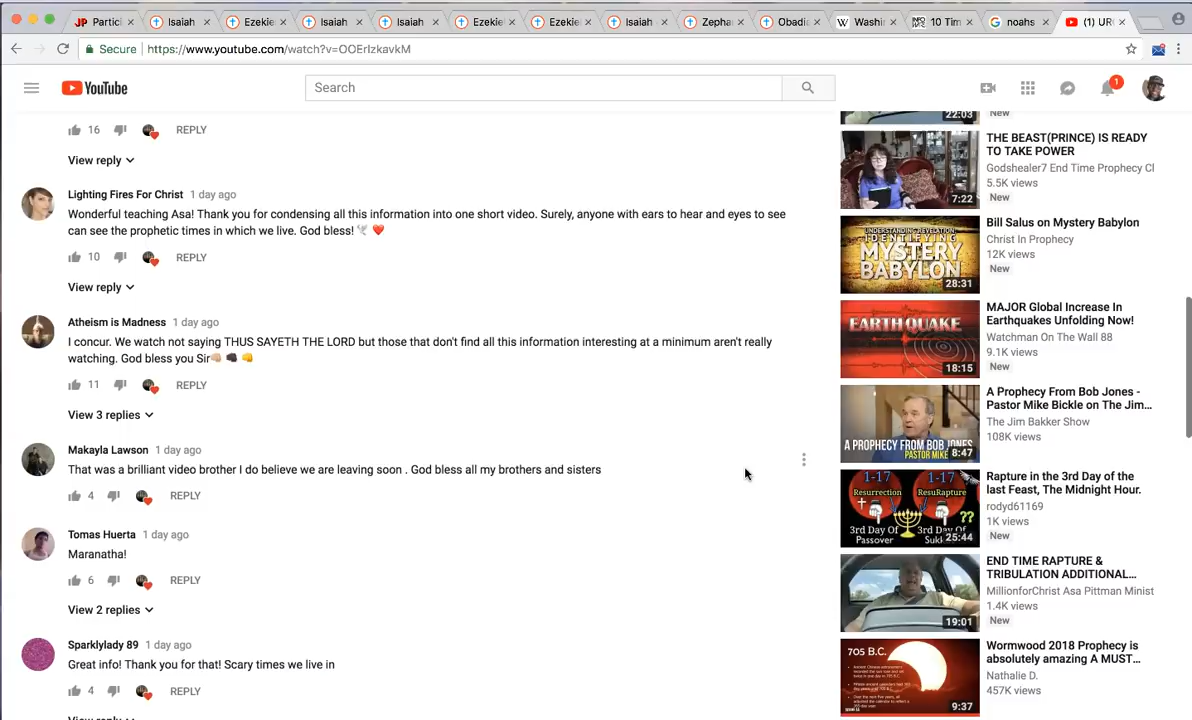 JP Partici
Isaiah
Ezekie
Isaiah
Isaiah
Ezekie
Ezekie
Isaiah
Zepha
Obadi
W Washi
10 Tim
noahs
(1) UR
Secure https://www.youtube.com/watch?v=OOErIzkavkM
YouTube
Search
1
16 REPLY
View reply
Lighting Fires For Christ 1 day ago
Wonderful teaching Asa! Thank you for condensing all this information into one short video. Surely, anyone with ears to hear and eyes to see
can see the prophetic times in which we live. God bless! 🕊 ❤️
10 REPLY
View reply
Atheism is Madness 1 day ago
I concur. We watch not saying THUS SAYETH THE LORD but those that don't find all this information interesting at a minimum aren't really
watching. God bless you Sir
11 REPLY
View 3 replies
Makayla Lawson 1 day ago
That was a brilliant video brother I do believe we are leaving soon . God bless all my brothers and sisters
4 REPLY
Tomas Huerta 1 day ago
Maranatha!
6 REPLY
View 2 replies
Sparklylady 89 1 day ago
Great info! Thank you for that! Scary times we live in
4 REPLY
View reply
22:03
New
7:22
THE BEAST(PRINCE) IS READY
TO TAKE POWER
Godshealer7 End Time Prophecy Cl
5.5K views
New
UNDERSTANDING REVELATION
IDENTIFYING
MYSTERY
BABYLON
28:31
Bill Salus on Mystery Babylon
Christ In Prophecy
12K views
New
EARTHQUAKE
18:15
MAJOR Global Increase In
Earthquakes Unfolding Now!
Watchman On The Wall 88
9.1K views
New
A PROPHECY FROM BOB JONES
PASTOR MIKE
8:47
A Prophecy From Bob Jones -
Pastor Mike Bickle on The Jim...
The Jim Bakker Show
108K views
1-17 1-17
Resurrection ResuRapture
??
3rd Day Of 3rd Day Of
Passover Sukk
25:44
Rapture in the 3rd Day of the
last Feast, The Midnight Hour.
rodyd61169
1K views
New
19:01
END TIME RAPTURE &
TRIBULATION ADDITIONAL...
MillionforChrist Asa Pittman Minist
1.4K views
New
705 B.C.
9:37
Wormwood 2018 Prophecy is
absolutely amazing A MUST...
Nathalie D.
457K views